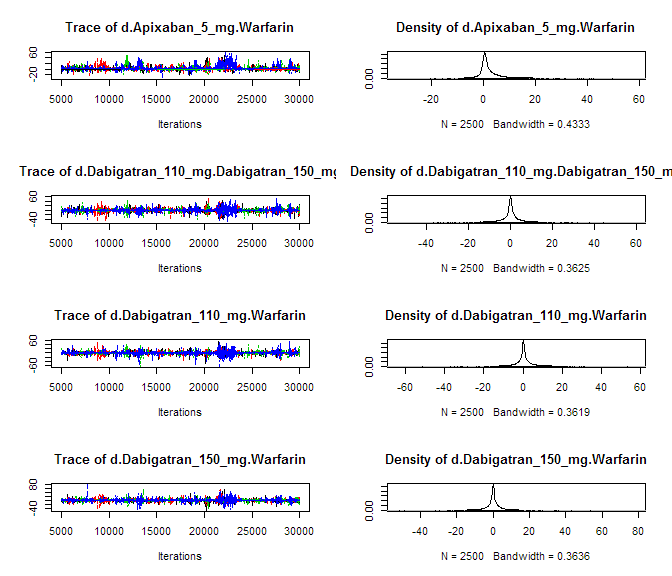 Trace of d.Apixaban_5_mg.Warfarin
60
-20
5000 10000 15000 20000 25000 30000
Iterations
Density of d.Apixaban_5_mg.Warfarin
0.00
-20 0 20 40 60
N = 2500 Bandwidth = 0.4333
Trace of d.Dabigatran_110_mg.Dabigatran_150_mg
60
-40
5000 10000 15000 20000 25000 30000
Iterations
Density of d.Dabigatran_110_mg.Dabigatran_150_m
0.00
-40 -20 0 20 40 60
N = 2500 Bandwidth = 0.3625
Trace of d.Dabigatran_110_mg.Warfarin
60
-60
5000 10000 15000 20000 25000 30000
Iterations
Density of d.Dabigatran_110_mg.Warfarin
0.00
-60 -40 -20 0 20 40 60
N = 2500 Bandwidth = 0.3619
Trace of d.Dabigatran_150_mg.Warfarin
80
-40
5000 10000 15000 20000 25000 30000
Iterations
Density of d.Dabigatran_150_mg.Warfarin
0.00
-40 -20 0 20 40 60 80
N = 2500 Bandwidth = 0.3636